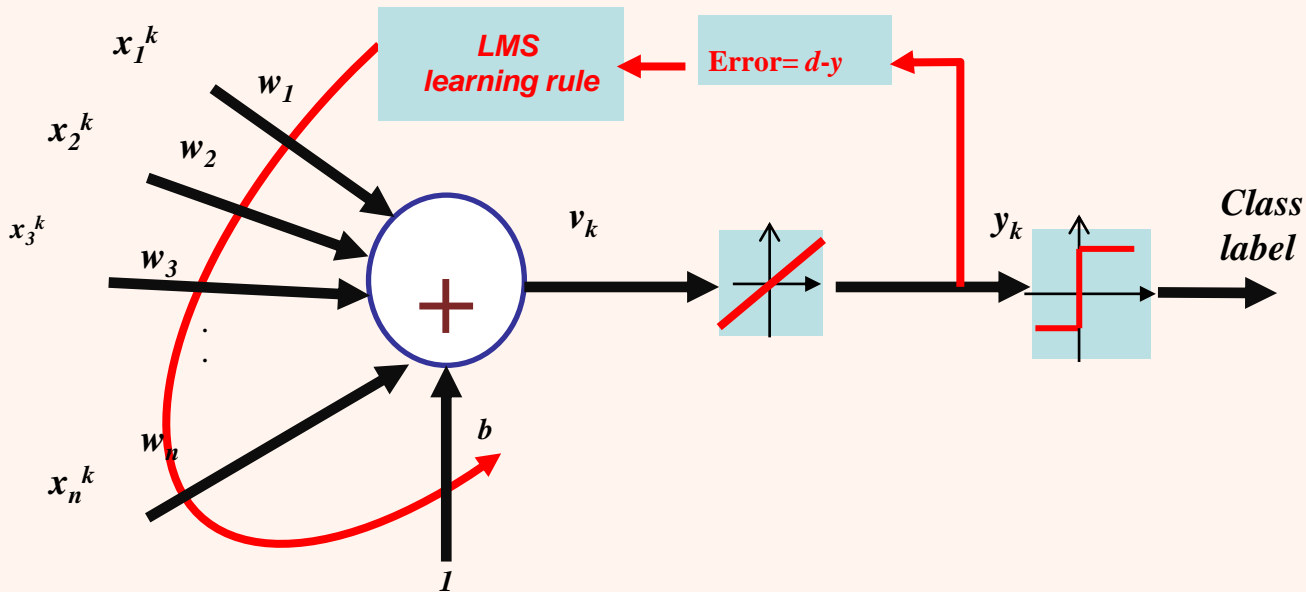 x₁ᵏ
w₁
LMS
learning rule
Error= d-y
x₂ᵏ
w₂
x₃ᵏ
w₃
.
.
+
vₖ
yₖ
Class
label
wₙ
xₙᵏ
b
1